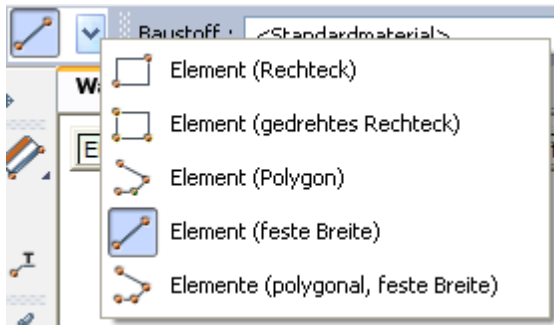 Baustoff : <Standardmaterial>
Element (Rechteck)
Element (gedrehtes Rechteck)
Element (Polygon)
Element (feste Breite)
Elemente (polygonal, feste Breite)